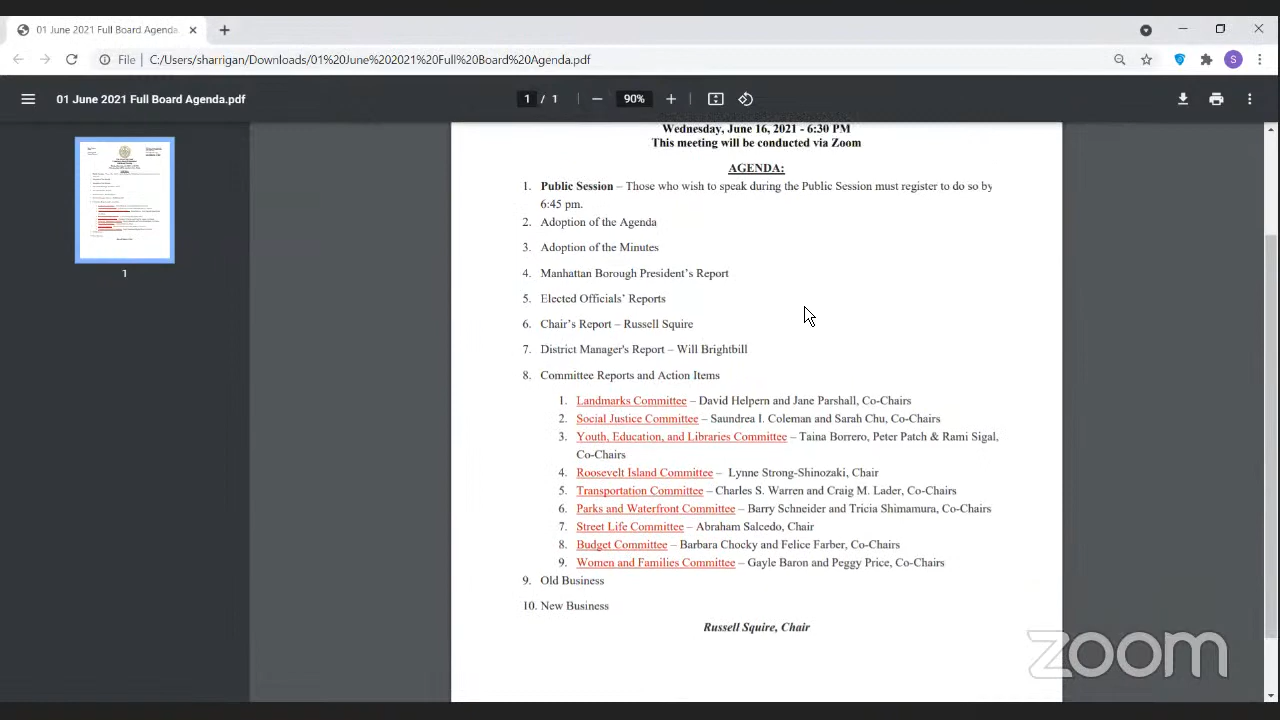 01 June 2021 Full Board Agenda.
File C:/Users/sharrigan/Downloads/01%20June%202021%20Full%20Board%20Agenda.pdf
S
01 June 2021 Full Board Agenda.pdf
1 / 1
90%
1
Wednesday, June 16, 2021 - 6:30 PM
This meeting will be conducted via Zoom
AGENDA:
1. Public Session – Those who wish to speak during the Public Session must register to do so by
6:45 pm.
2. Adoption of the Agenda
3. Adoption of the Minutes
4. Manhattan Borough President's Report
5. Elected Officials' Reports
6. Chair's Report – Russell Squire
7. District Manager's Report – Will Brightbill
8. Committee Reports and Action Items
1. Landmarks Committee – David Helpern and Jane Parshall, Co-Chairs
2. Social Justice Committee – Saundrea I. Coleman and Sarah Chu, Co-Chairs
3. Youth, Education, and Libraries Committee – Taina Borrero, Peter Patch & Rami Sigal,
Co-Chairs
4. Roosevelt Island Committee – Lynne Strong-Shinozaki, Chair
5. Transportation Committee – Charles S. Warren and Craig M. Lader, Co-Chairs
6. Parks and Waterfront Committee – Barry Schneider and Tricia Shimamura, Co-Chairs
7. Street Life Committee – Abraham Salcedo, Chair
8. Budget Committee – Barbara Chocky and Felice Farber, Co-Chairs
9. Women and Families Committee – Gayle Baron and Peggy Price, Co-Chairs
9. Old Business
10. New Business
Russell Squire, Chair
zoom